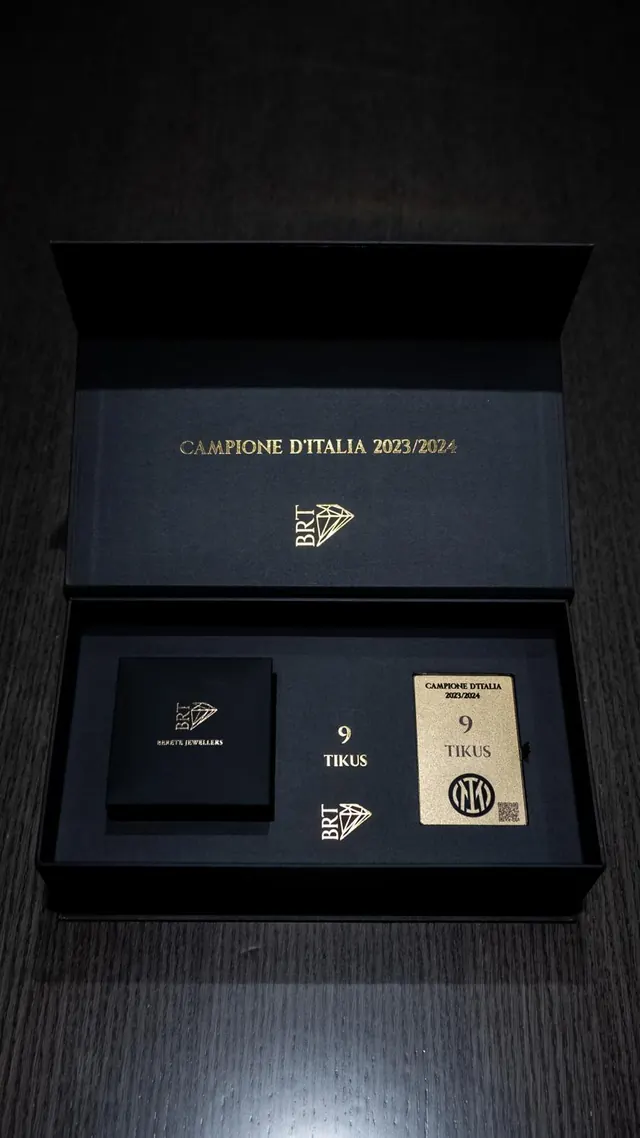 CAMPIONE D'ITALIA 2023/2024
BRT
BRT
BERETE JEWELLERS
9
TIKUS
BRT
CAMPIONE D'ITALIA
2023/2024
9
TIKUS